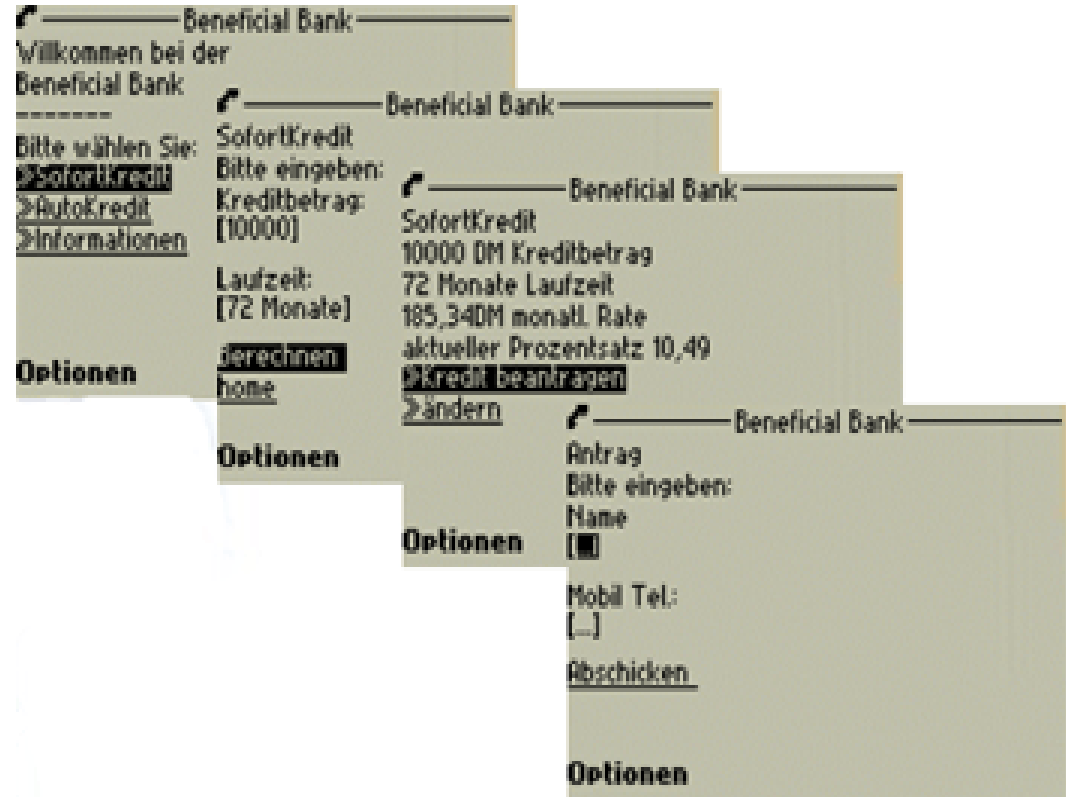 Beneficial Bank
Willkommen bei der
Beneficial Bank
-------
Bitte wählen Sie:
»SofortKredit
»AutoKredit
»Informationen
Optionen
Beneficial Bank
SofortKredit
Bitte eingeben:
Kreditbetrag:
[10000]
Laufzeit:
[72 Monate]
Berechnen
home
Optionen
Beneficial Bank
SofortKredit
10000 DM Kreditbetrag
72 Monate Laufzeit
185,34DM monatl. Rate
aktueller Prozentsatz 10,49
»Kredit beantragen
»ändern
Optionen
Beneficial Bank
Antrag
Bitte eingeben:
Name
[ ]
Mobil Tel.:
[...]
Abschicken
Optionen